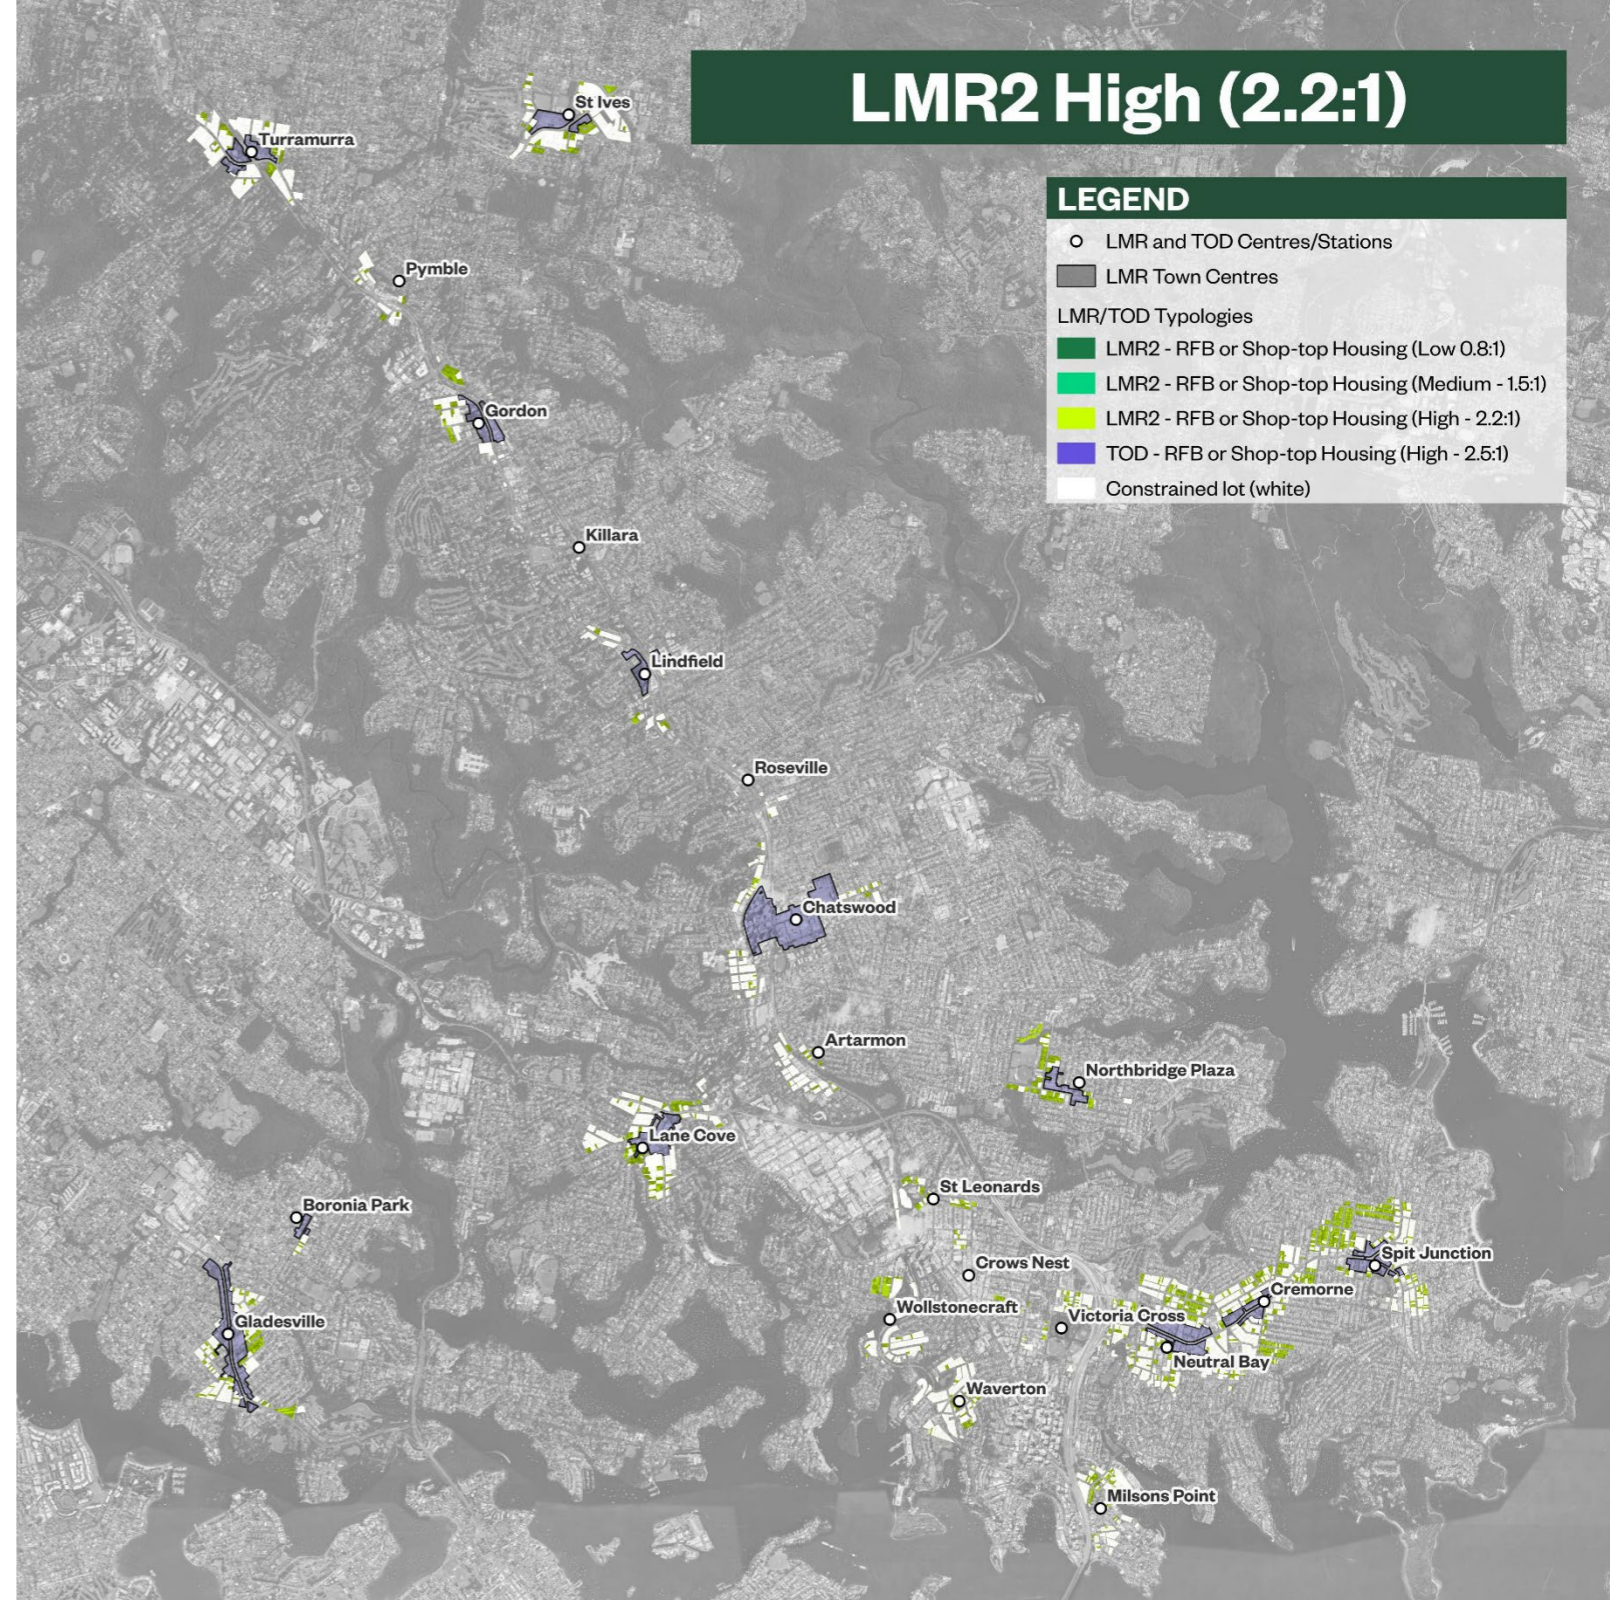 LMR2 High (2.2:1)
LEGEND
LMR and TOD Centres/Stations
LMR Town Centres
LMR/TOD Typologies
LMR2 - RFB or Shop-top Housing (Low 0.8:1)
LMR2 - RFB or Shop-top Housing (Medium - 1.5:1)
LMR2 - RFB or Shop-top Housing (High - 2.2:1)
TOD - RFB or Shop-top Housing (High - 2.5:1)
Constrained lot (white)
St Ives
Turramurra
Pymble
Gordon
Killara
Lindfield
Roseville
Chatswood
Artarmon
Northbridge Plaza
Lane Cove
St Leonards
Boronia Park
Spit Junction
Crows Nest
Cremorne
Wollstonecraft
Victoria Cross
Gladesville
Neutral Bay
Waverton
Milsons Point